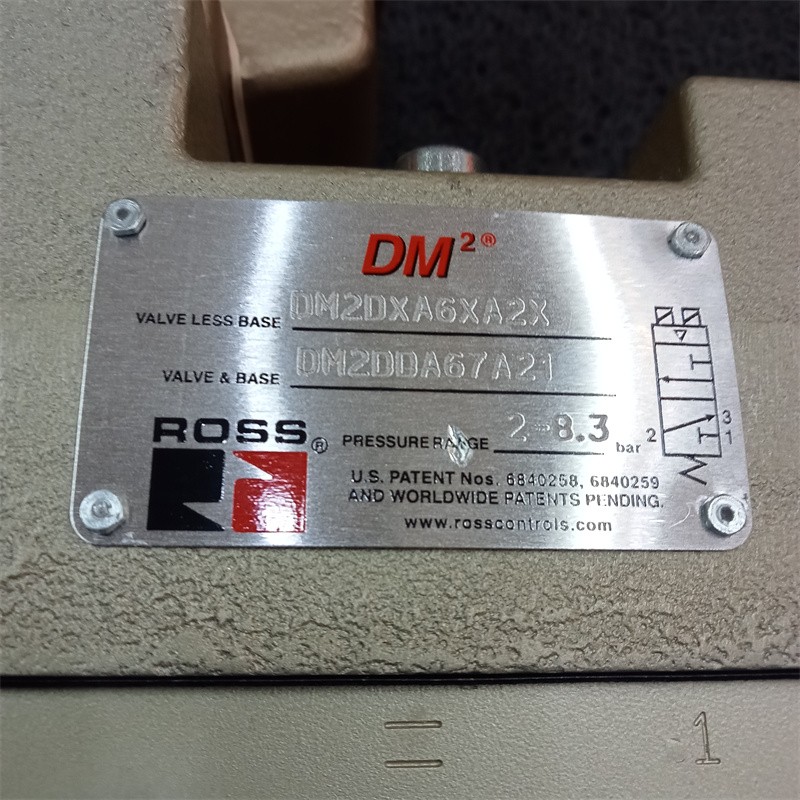 DM²®
VALVE LESS BASE DM2DXA6XA2X
VALVE & BASE DM2DDA67A21
ROSS®
PRESSURE RANGE 2-8.3 bar
2
3
1
U.S. PATENT Nos. 6840258, 6840259
AND WORLDWIDE PATENTS PENDING.
www.rosscontrols.com
1